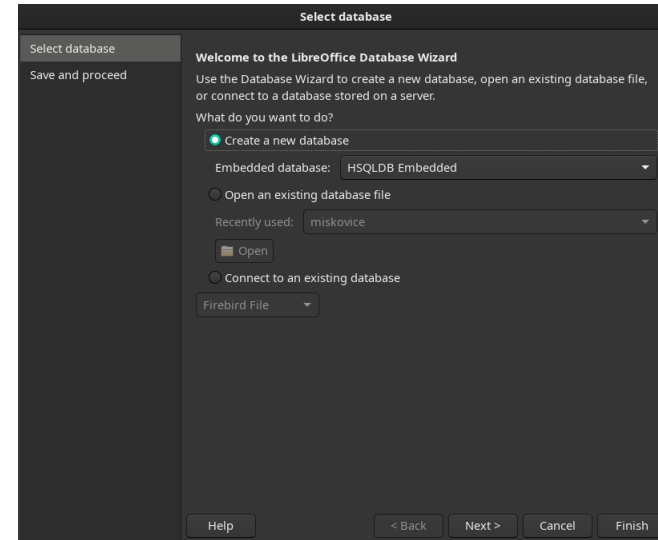 Select database
Select database
Save and proceed
Welcome to the LibreOffice Database Wizard
Use the Database Wizard to create a new database, open an existing database file,
or connect to a database stored on a server.
What do you want to do?
Create a new database
Embedded database: HSQLDB Embedded
Open an existing database file
Recently used: miskovice
Open
Connect to an existing database
Firebird File
Help < Back Next > Cancel Finish